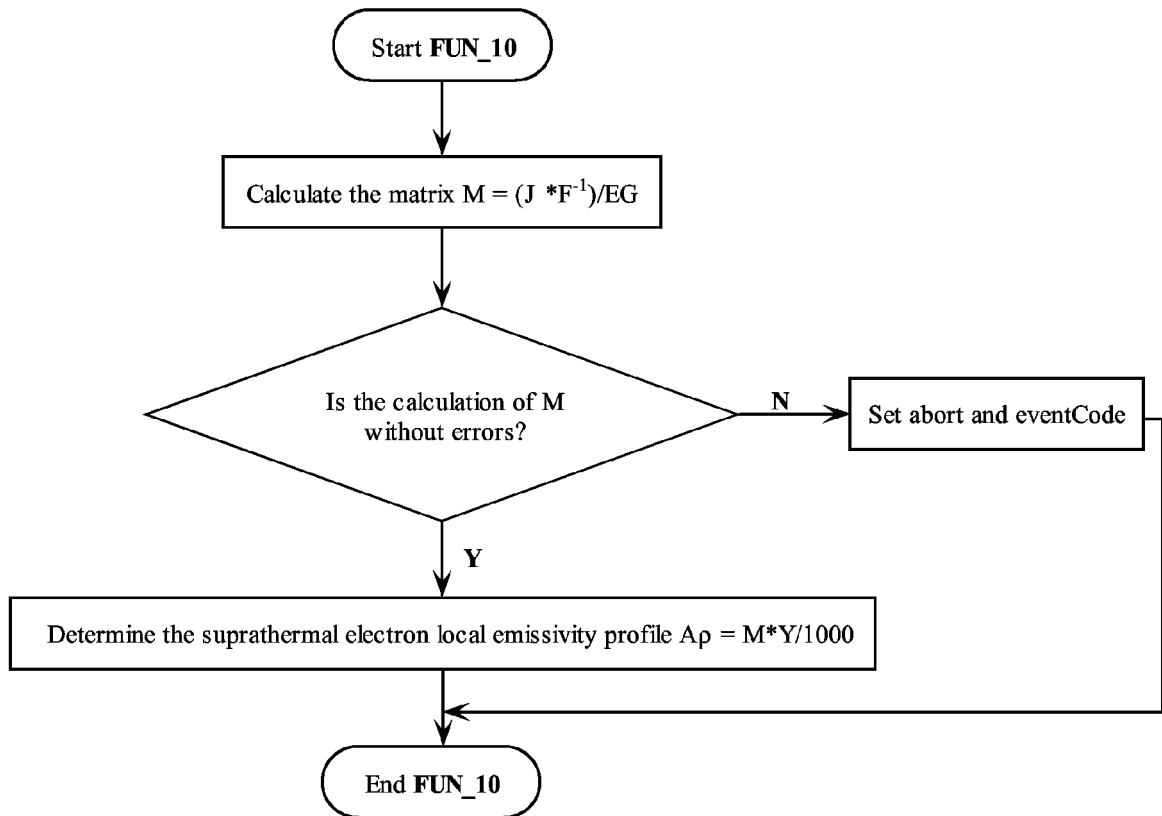 Start FUN_10
Calculate the matrix M = (J *F⁻¹)/EG
Is the calculation of M
without errors?
N
Set abort and eventCode
Y
Determine the suprathermal electron local emissivity profile Aρ = M*Y/1000
End FUN_10